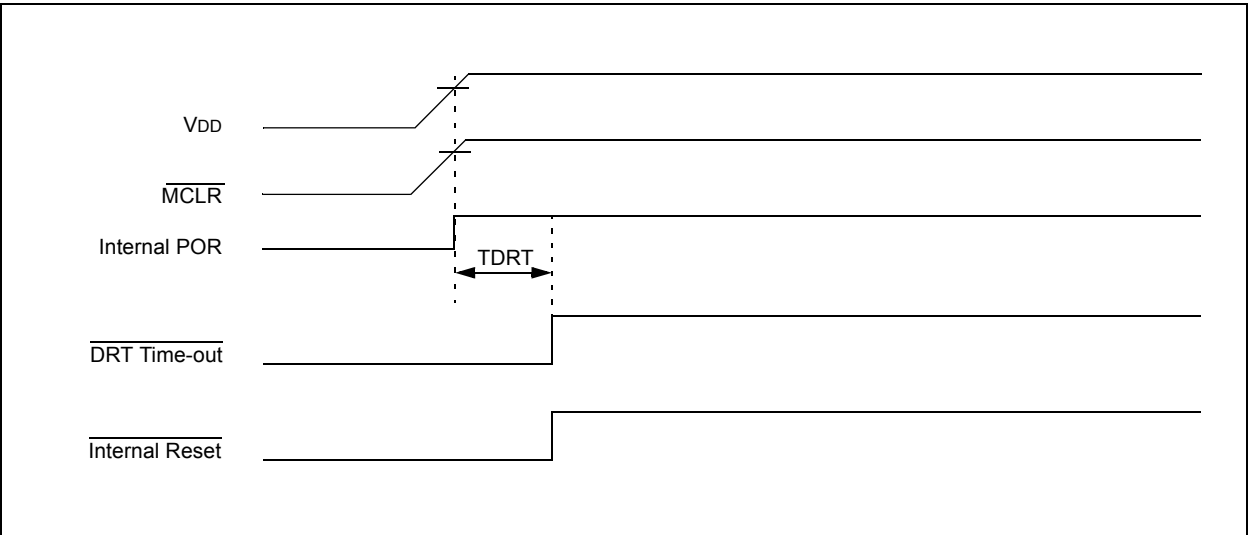 VDD
MCLR
Internal POR
TDRT
DRT Time-out
Internal Reset